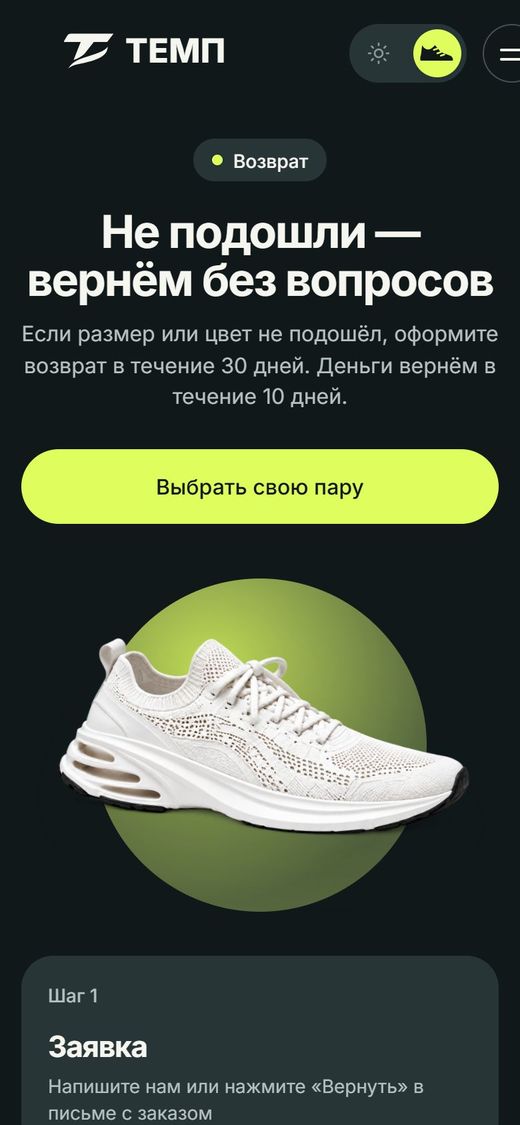 ТЕМП
Возврат
Не подошли —
вернём без вопросов
Если размер или цвет не подошёл, оформите
возврат в течение 30 дней. Деньги вернём в
течение 10 дней.
Выбрать свою пару
Шаг 1
Заявка
Напишите нам или нажмите «Вернуть» в
письме с заказом